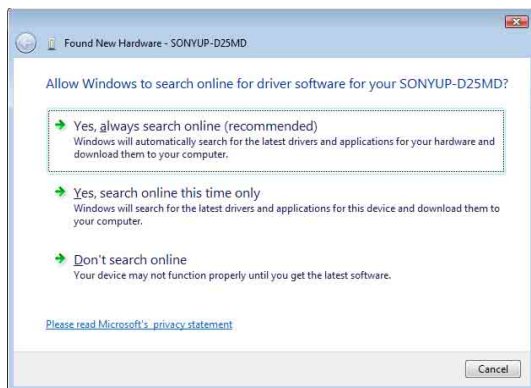 Found New Hardware - SONYUP-D25MD
Allow Windows to search online for driver software for your SONYUP-D25MD?
Yes, always search online (recommended)
Windows will automatically search for the latest drivers and applications for your hardware and
download them to your computer.
Yes, search online this time only
Windows will search for the latest drivers and applications for this device and download them to
your computer.
Don't search online
Your device may not function properly until you get the latest software.
Please read Microsoft's privacy statement
Cancel